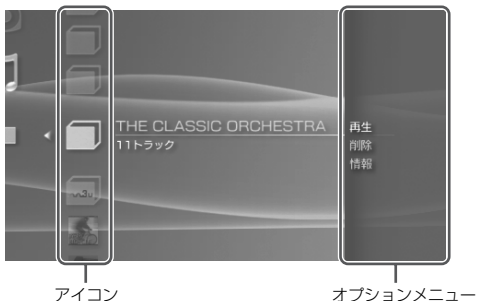 THE CLASSIC ORCHESTRA
11トラック
再生
削除
情報
アイコン
オプションメニュー